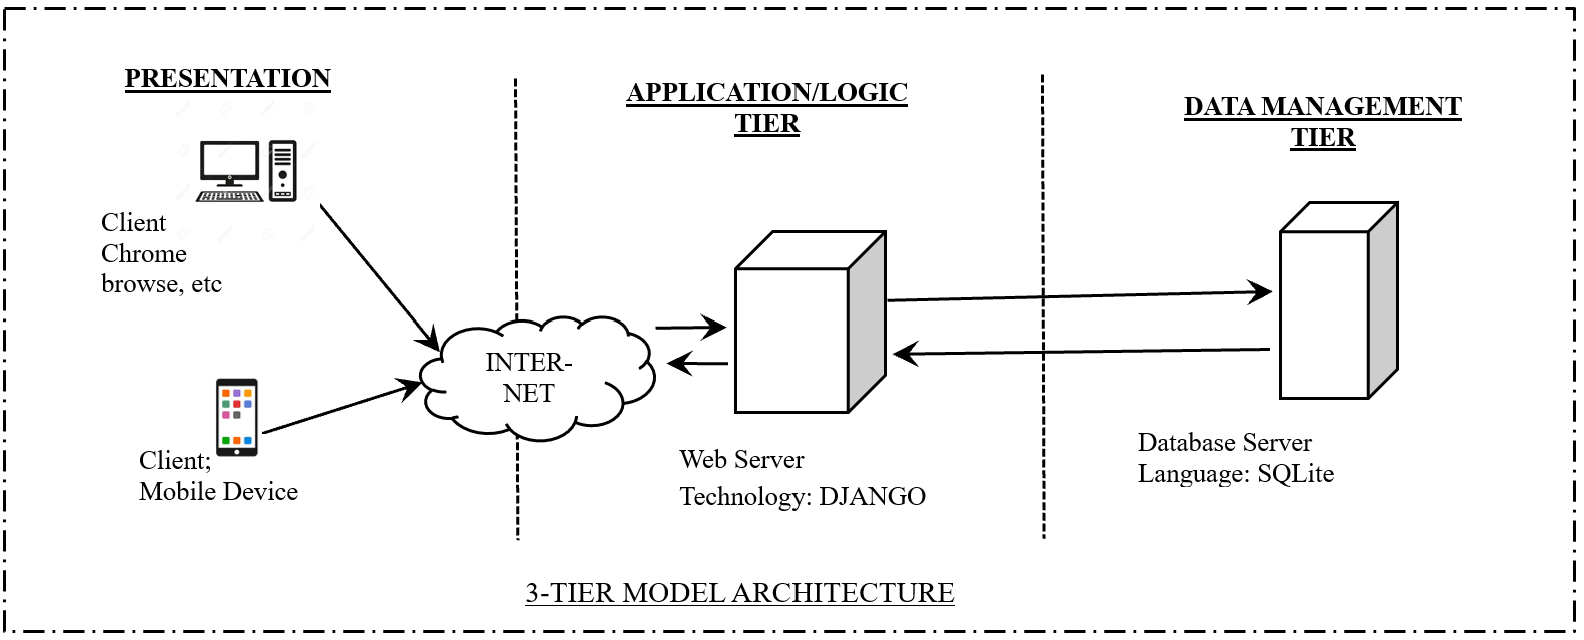 PRESENTATION
Client
Chrome
browse, etc
Client;
Mobile Device
INTER-
NET
APPLICATION/LOGIC
TIER
Web Server
Technology: DJANGO
DATA MANAGEMENT
TIER
Database Server
Language: SQLite
3-TIER MODEL ARCHITECTURE